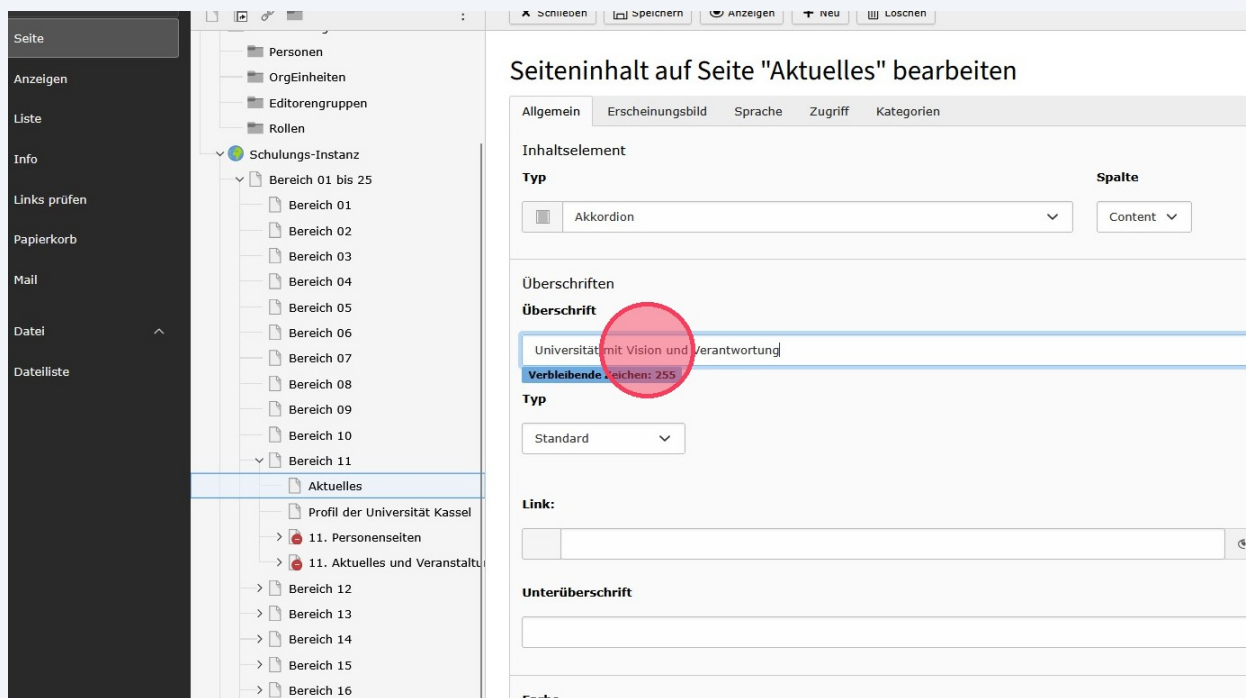 Schließen Speichern Anzeigen Neu Löschen
Seite
Anzeigen
Liste
Info
Links prüfen
Papierkorb
Mail
Datei
Dateiliste
Personen
OrgEinheiten
Editorengruppen
Rollen
Schulungs-Instanz
Bereich 01 bis 25
Bereich 01
Bereich 02
Bereich 03
Bereich 04
Bereich 05
Bereich 06
Bereich 07
Bereich 08
Bereich 09
Bereich 10
Bereich 11
Aktuelles
Profil der Universität Kassel
11. Personenseiten
11. Aktuelles und Veranstaltu
Bereich 12
Bereich 13
Bereich 14
Bereich 15
Bereich 16
Seiteninhalt auf Seite "Aktuelles" bearbeiten
Allgemein Erscheinungsbild Sprache Zugriff Kategorien
Inhaltselement
Typ Spalte
Akkordion Content
Überschriften
Überschrift
Universität mit Vision und Verantwortung
Verbleibende Zeichen: 255
Typ
Standard
Link:
Unterüberschrift